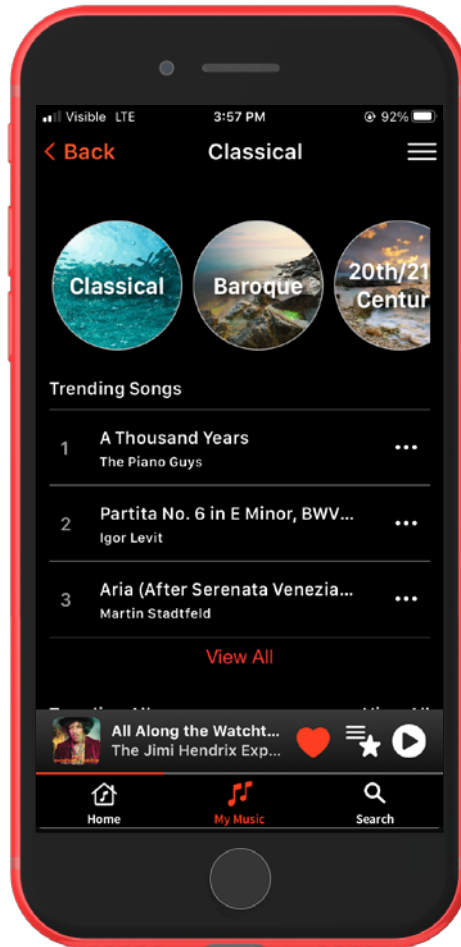 Visible LTE 3:57 PM 92%
< Back Classical
Classical Baroque 20th/21
Centur
Trending Songs
1 A Thousand Years
The Piano Guys
2 Partita No. 6 in E Minor, BWV...
Igor Levit
3 Aria (After Serenata Venezia...
Martin Stadtfeld
View All
All Along the Watcht...
The Jimi Hendrix Exp...
Home My Music Search